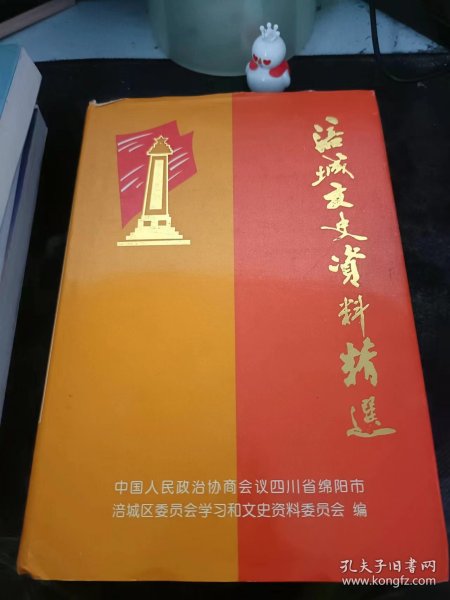 涪城文史资料精選
中国人民政治协商会议四川省绵阳市
涪城区委员会学习和文史资料委员会 编
孔夫子旧书网
www.kongfz.com